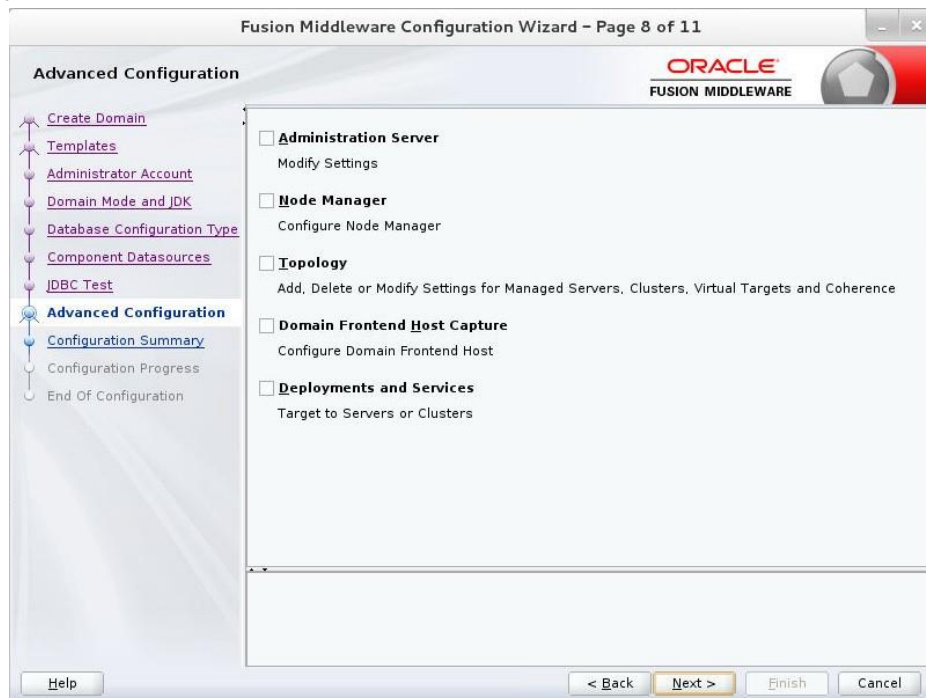 Fusion Middleware Configuration Wizard – Page 8 of 11
Advanced Configuration
ORACLE
FUSION MIDDLEWARE
Create Domain
Templates
Administrator Account
Domain Mode and JDK
Database Configuration Type
Component Datasources
JDBC Test
Advanced Configuration
Configuration Summary
Configuration Progress
End Of Configuration
Administration Server
Modify Settings
Node Manager
Configure Node Manager
Topology
Add, Delete or Modify Settings for Managed Servers, Clusters, Virtual Targets and Coherence
Domain Frontend Host Capture
Configure Domain Frontend Host
Deployments and Services
Target to Servers or Clusters
Help
< Back
Next >
Finish
Cancel